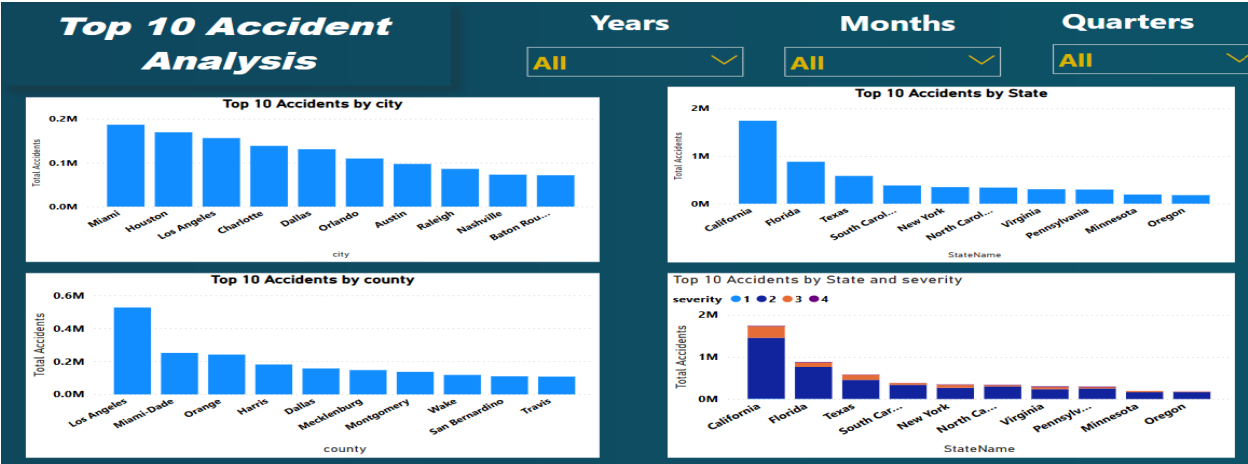 Top 10 Accident
Analysis
Years
Months
Quarters
All
All
All
Top 10 Accidents by city
Total Accidents
0.2M
0.1M
0.0M
Miami
Houston
Los Angeles
Charlotte
Dallas
Orlando
Austin
Raleigh
Nashville
Baton Rou...
city
Top 10 Accidents by State
Total Accidents
2M
1M
0M
California
Florida
Texas
South Carol...
New York
North Carol...
Virginia
Pennsylvania
Minnesota
Oregon
StateName
Top 10 Accidents by county
Total Accidents
0.6M
0.4M
0.2M
0.0M
Los Angeles
Miami-Dade
Orange
Harris
Dallas
Mecklenburg
Montgomery
Wake
San Bernardino
Travis
county
Top 10 Accidents by State and severity
severity 1 2 3 4
Total Accidents
2M
1M
0M
California
Florida
Texas
South Car...
New York
North Ca...
Virginia
Pennsylv...
Minnesota
Oregon
StateName